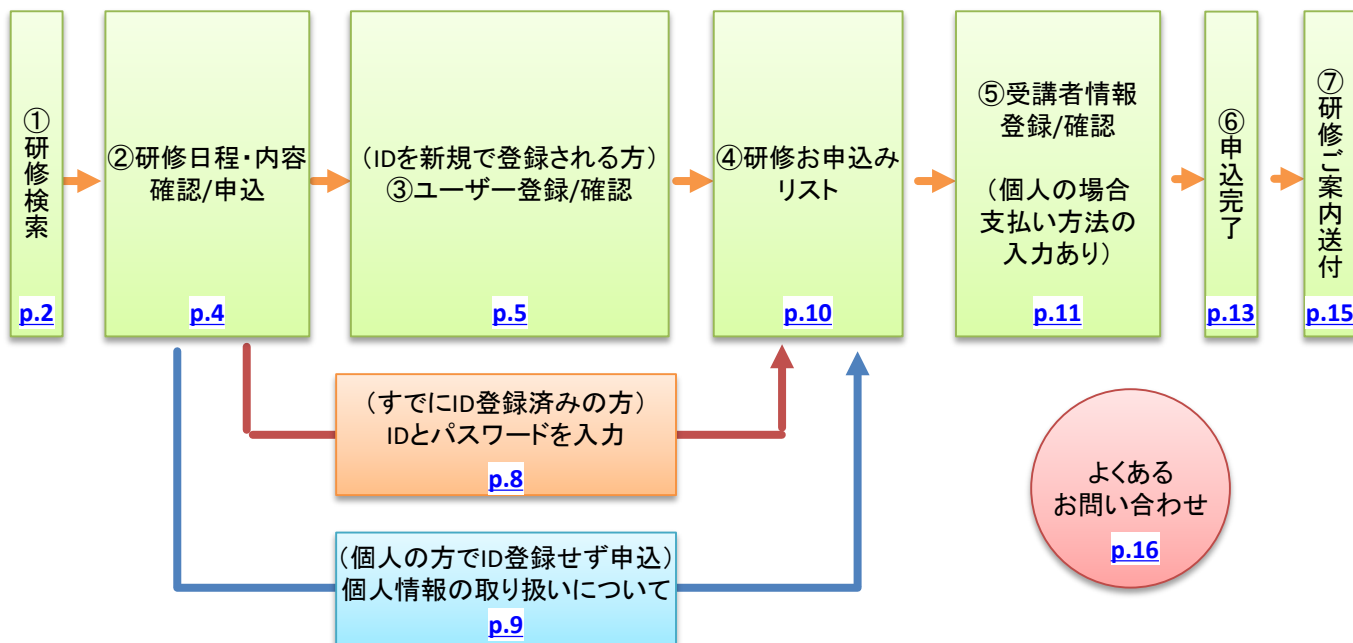 ①研修検索
p.2
②研修日程・内容
確認/申込
p.4
(IDを新規で登録される方)
③ユーザー登録/確認
p.5
④研修お申込み
リスト
p.10
⑤受講者情報
登録/確認
(個人の場合
支払い方法の
入力あり)
p.11
⑥申込完了
p.13
⑦研修ご案内送付
p.15
(すでにID登録済みの方)
IDとパスワードを入力
p.8
(個人の方でID登録せず申込)
個人情報の取り扱いについて
p.9
よくある
お問い合わせ
p.16